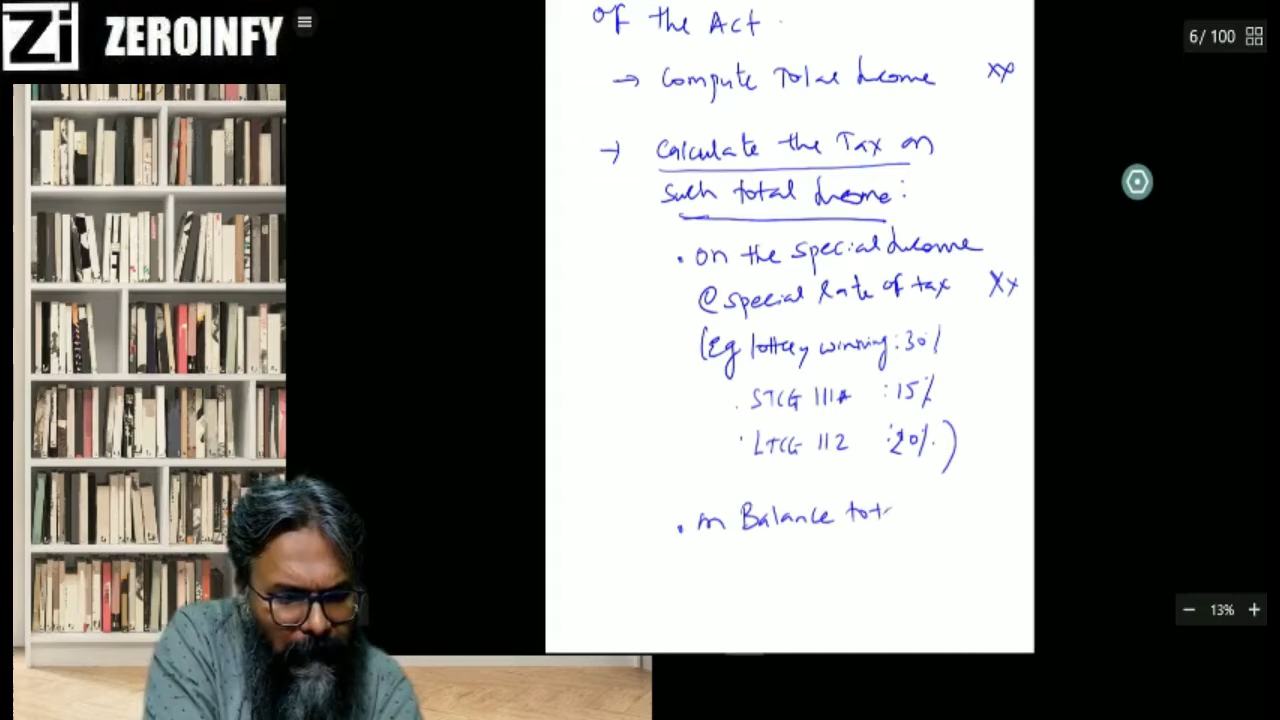 Zi ZEROINFY
6/100
of the Act.
→ Compute Total Income xx
→ Calculate the Tax on
such total Income:
. on the special Income
@ special Rate of tax xx
(Eg lottery winning: 30%
. STCG 111A : 15%
. LTCG 112 : 20%.)
. on Balance tot
− 13% +